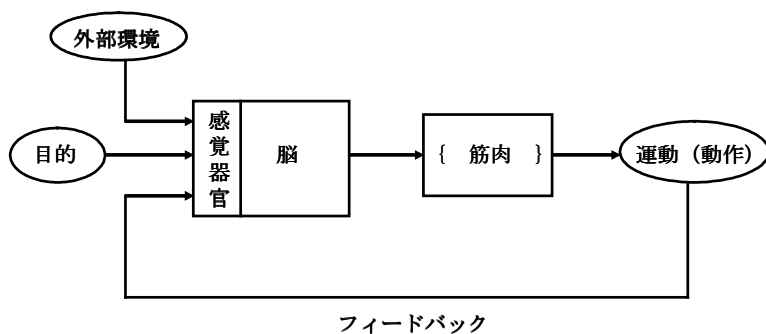 外部環境
目的
感覚器官
脳
{ 筋肉 }
運動（動作）
フィードバック